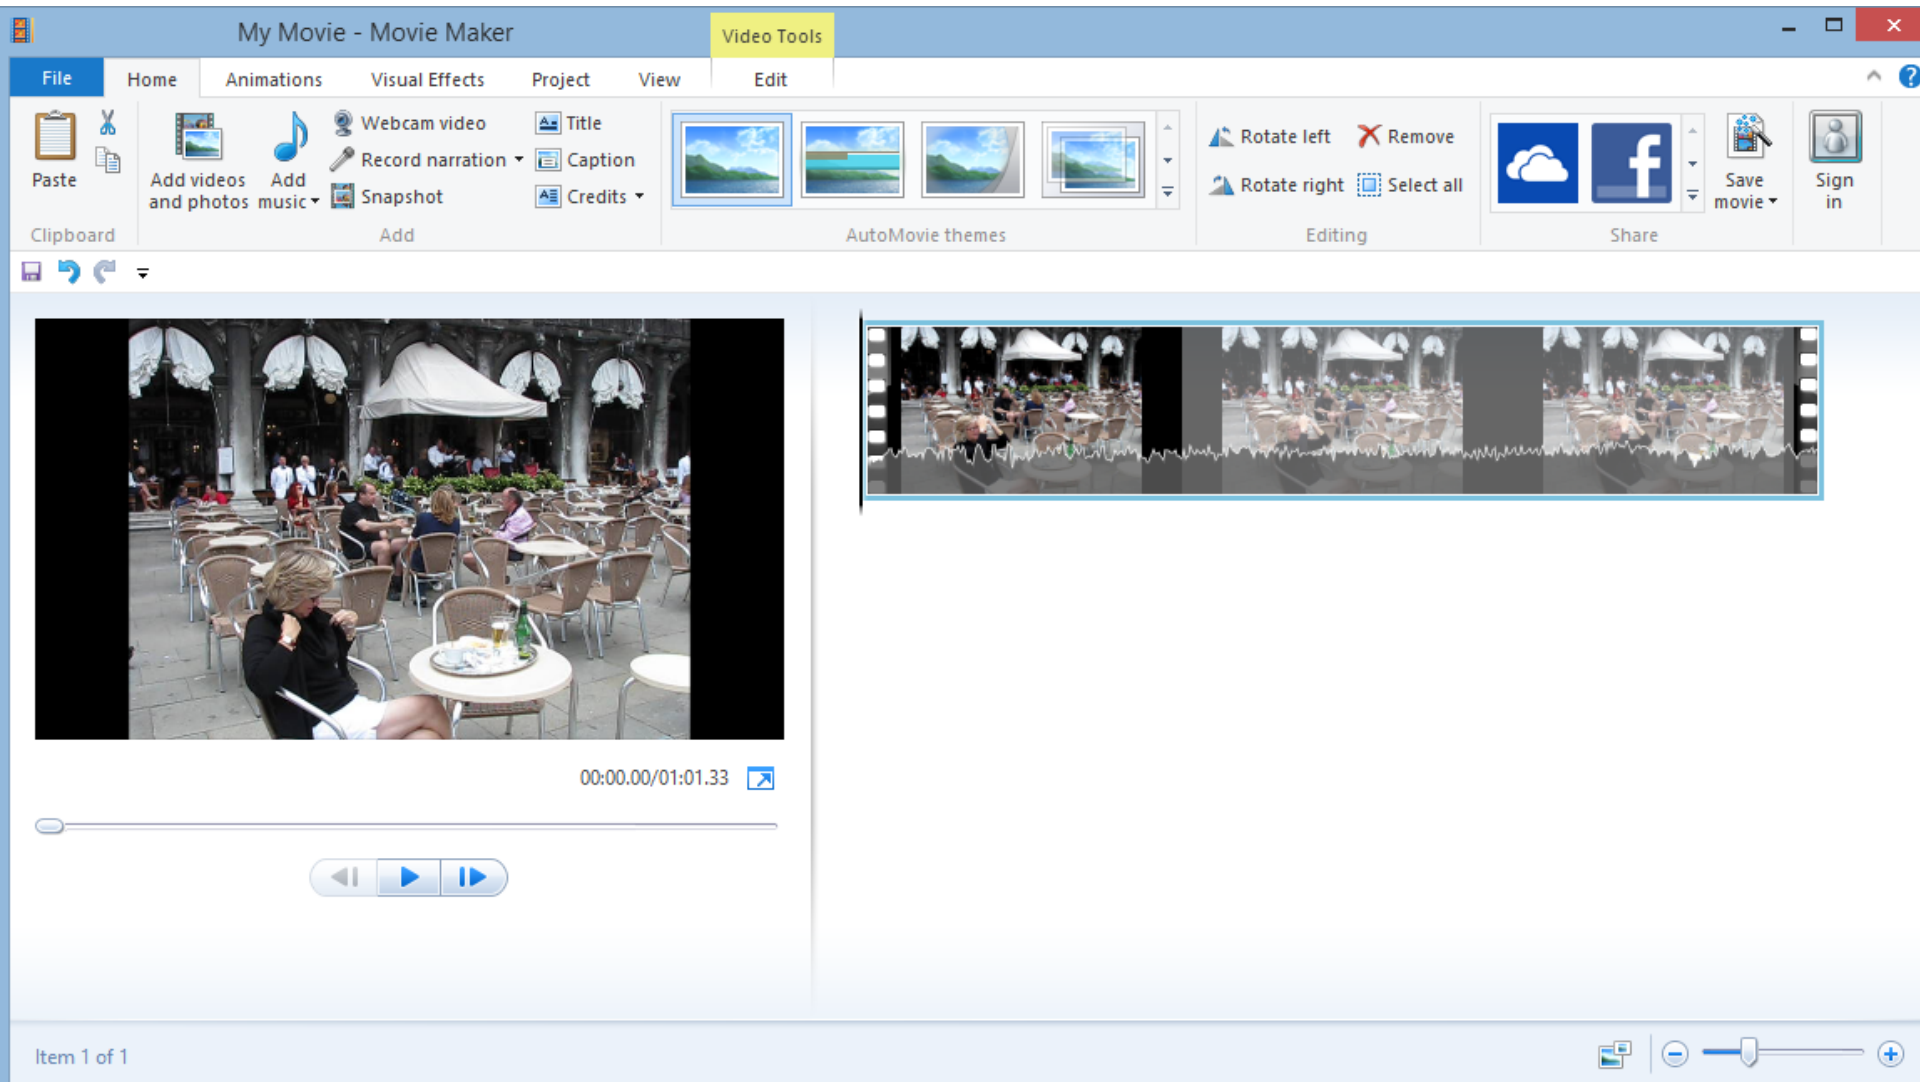 My Movie - Movie Maker
Video Tools
File
Home
Animations
Visual Effects
Project
View
Edit
Paste
Clipboard
Add videos
and photos
Add
music
Webcam video
Record narration
Snapshot
Title
Caption
Credits
Add
AutoMovie themes
Rotate left
Remove
Rotate right
Select all
Editing
Share
Save
movie
Sign
in
00:00.00/01:01.33
Item 1 of 1